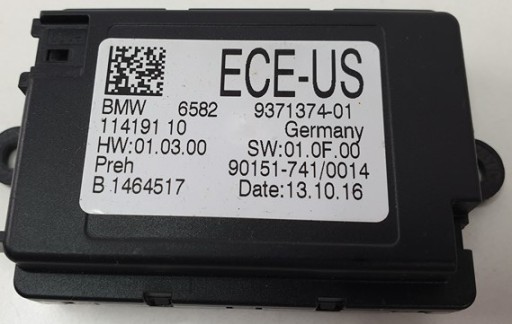 ECE-US
BMW 6582 9371374-01
114191 10 Germany
HW:01.03.00 SW:01.0F.00
Preh 90151-741/0014
B 1464517 Date:13.10.16